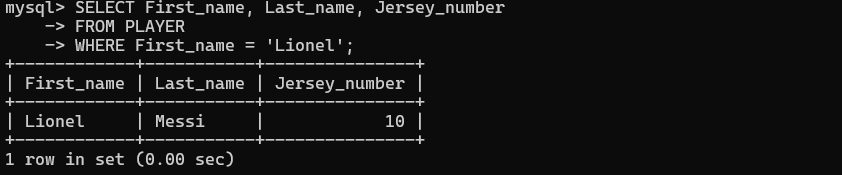 mysql> SELECT First_name, Last_name, Jersey_number
    -> FROM PLAYER
    -> WHERE First_name = 'Lionel';
+------------+-----------+---------------+
| First_name | Last_name | Jersey_number |
+------------+-----------+---------------+
| Lionel     | Messi     |            10 |
+------------+-----------+---------------+
1 row in set (0.00 sec)